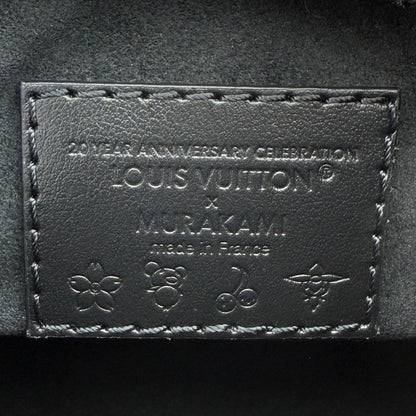 20 YEAR ANNIVERSARY CELEBRATION
LOUIS VUITTON®
x
MURAKAMI
made in France